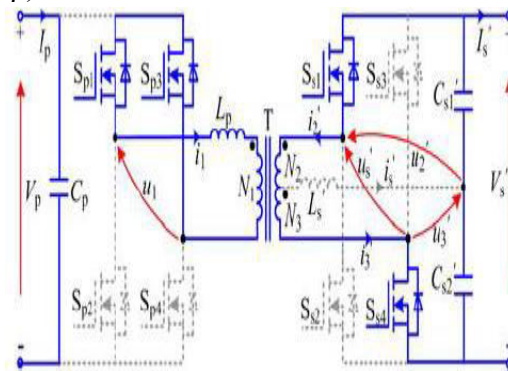 + I_p S_p1 S_p3 S_s1 S_s3 I_s' +
L_p T i_2' C_s1'
i_1 u_2'
V_p C_p u_1 N_1 N_2 u_s' i_s' V_s'
L_s
N_3 u_3'
i_3 C_s2'
S_p2 S_p4 S_s2 S_s4
- -